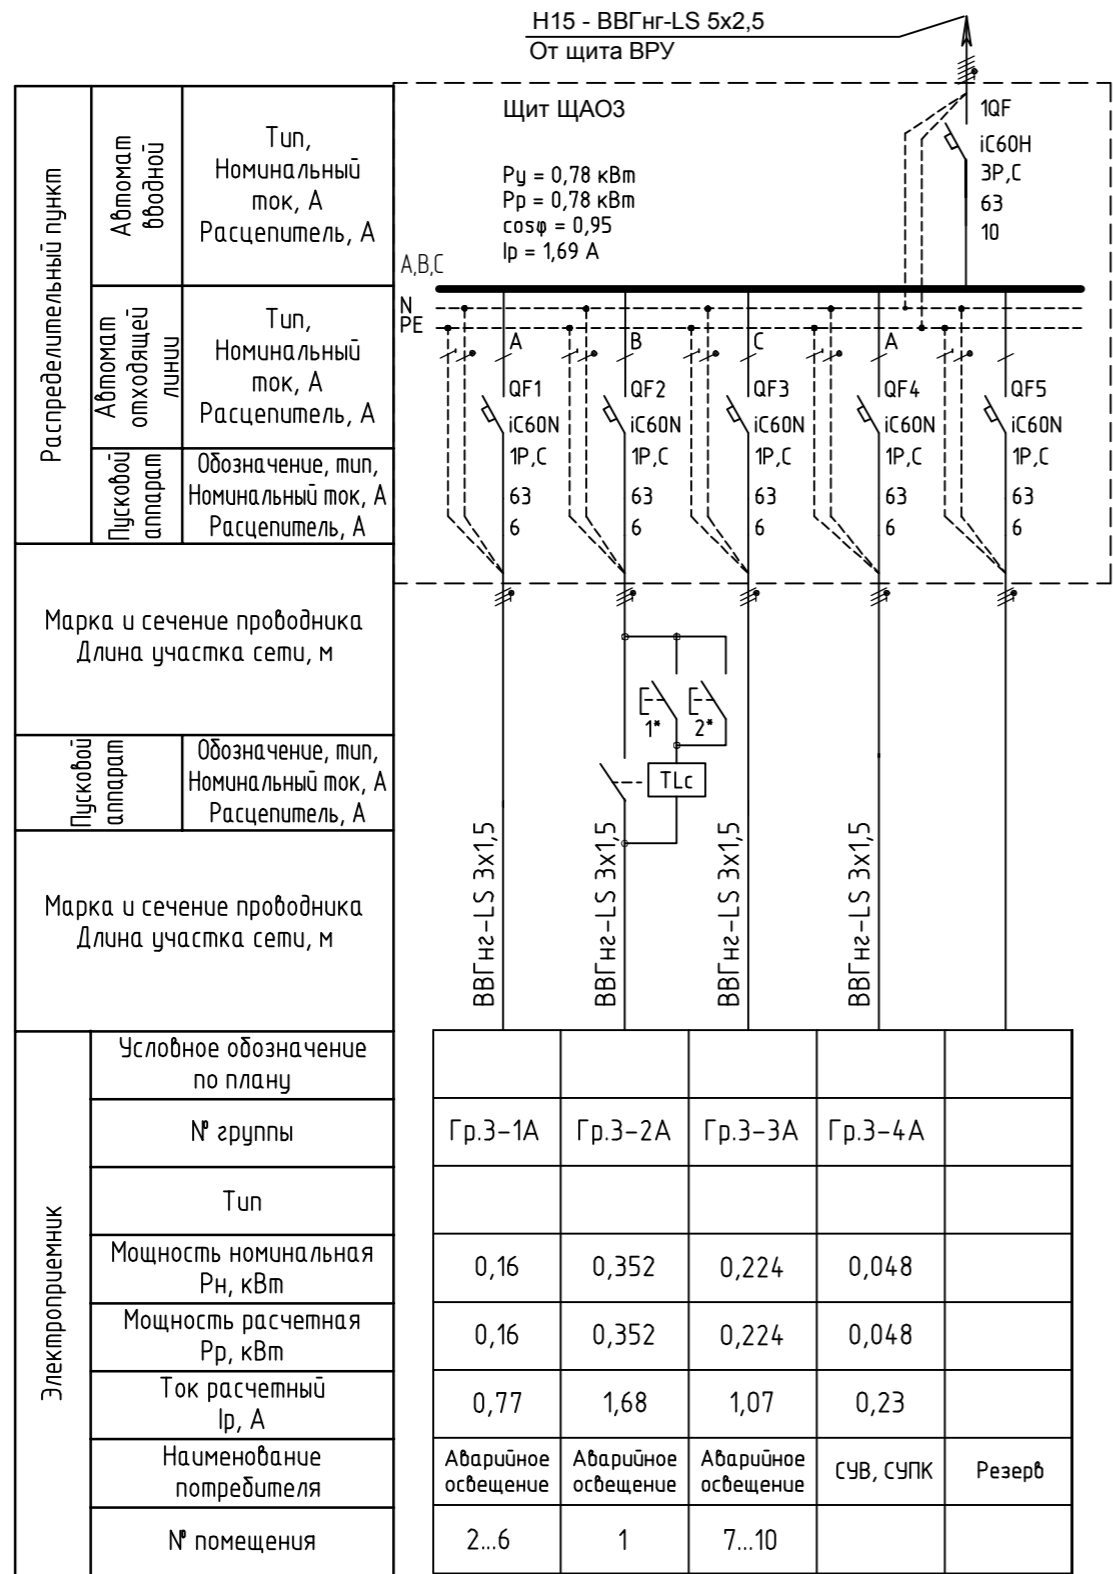 Н15 - ВВГнг-LS 5х2,5
От щита ВРУ
Щит ЩАО3
Ру = 0,78 кВт
Рр = 0,78 кВт
cosφ = 0,95
Iр = 1,69 А
1QF
iC60H
3P,C
63
10
Распределительный пункт
Автомат вводной
Тип,
Номинальный
ток, А
Расцепитель, А
A,B,C
N
PE
Автомат отходящей линии
Тип,
Номинальный
ток, А
Расцепитель, А
A
B
C
A
QF1
QF2
QF3
QF4
QF5
iC60N
iC60N
iC60N
iC60N
iC60N
1P,C
1P,C
1P,C
1P,C
1P,C
63
63
63
63
63
6
6
6
6
6
Пусковой аппарат
Обозначение, тип,
Номинальный ток, А
Расцепитель, А
Марка и сечение проводника
Длина участка сети, м
1*
2*
TLc
Пусковой аппарат
Обозначение, тип,
Номинальный ток, А
Расцепитель, А
Марка и сечение проводника
Длина участка сети, м
ВВГнг-LS 3х1,5
ВВГнг-LS 3х1,5
ВВГнг-LS 3х1,5
ВВГнг-LS 3х1,5
Электроприемник
Условное обозначение
по плану
№ группы
Гр.3-1А
Гр.3-2А
Гр.3-3А
Гр.3-4А
Тип
Мощность номинальная
Рн, кВт
0,16
0,352
0,224
0,048
Мощность расчетная
Рр, кВт
0,16
0,352
0,224
0,048
Ток расчетный
Iр, А
0,77
1,68
1,07
0,23
Наименование
потребителя
Аварийное
освещение
Аварийное
освещение
Аварийное
освещение
СУВ, СУПК
Резерв
№ помещения
2...6
1
7...10